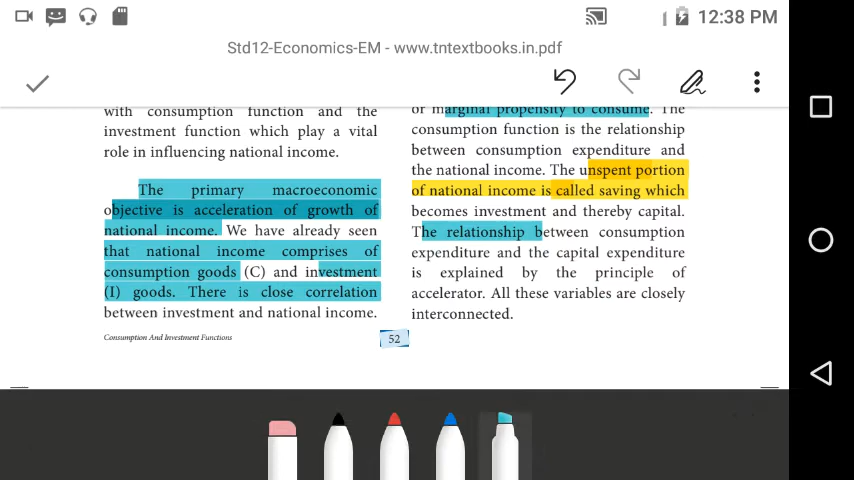 12:38 PM
Std12-Economics-EM - www.tntextbooks.in.pdf
with consumption function and the
investment function which play a vital
role in influencing national income.
The primary macroeconomic
objective is acceleration of growth of
national income. We have already seen
that national income comprises of
consumption goods (C) and investment
(I) goods. There is close correlation
between investment and national income.
Consumption And Investment Functions
52
or marginal propensity to consume. The
consumption function is the relationship
between consumption expenditure and
the national income. The unspent portion
of national income is called saving which
becomes investment and thereby capital.
The relationship between consumption
expenditure and the capital expenditure
is explained by the principle of
accelerator. All these variables are closely
interconnected.